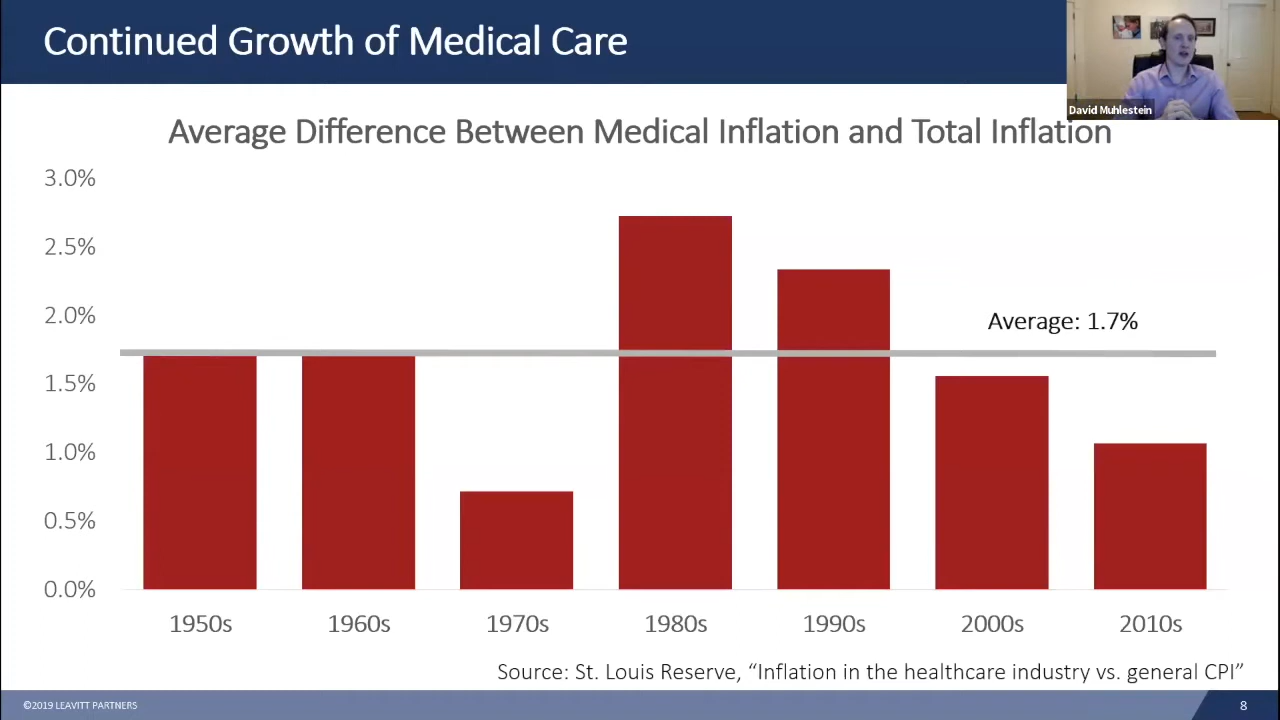 Continued Growth of Medical Care
David Muhlestein
Average Difference Between Medical Inflation and Total Inflation
3.0%
2.5%
2.0%
1.5%
1.0%
0.5%
0.0%
Average: 1.7%
1950s 1960s 1970s 1980s 1990s 2000s 2010s
Source: St. Louis Reserve, “Inflation in the healthcare industry vs. general CPI”
©2019 LEAVITT PARTNERS
8